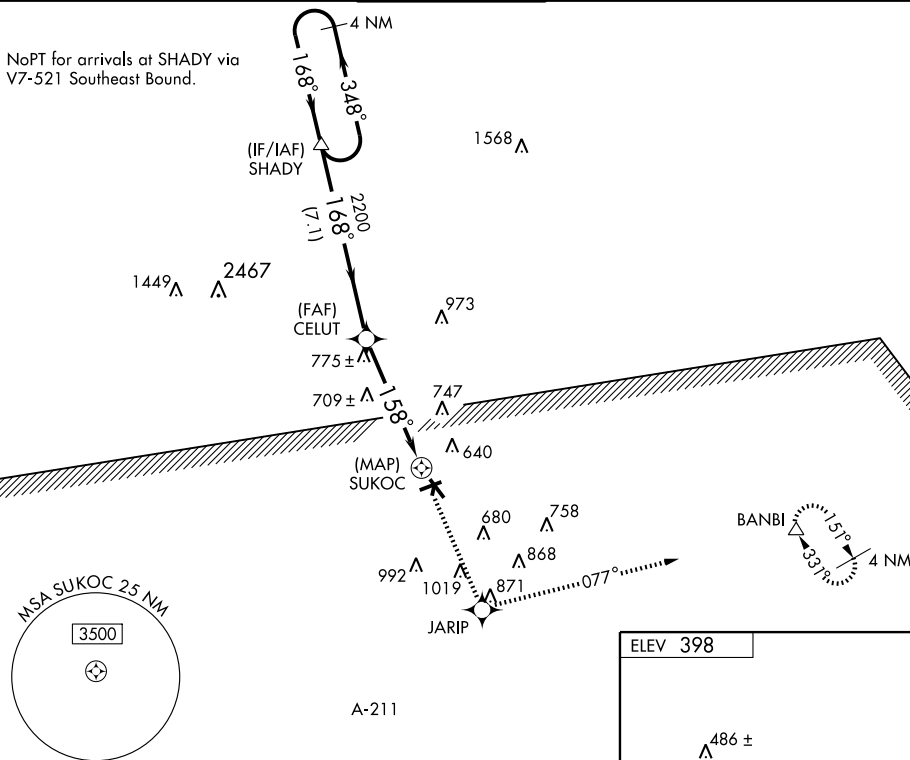 4 NM
NoPT for arrivals at SHADY via
V7-521 Southeast Bound.
168°
348°
(IF/IAF)
SHADY
1568
2200
168°
(7.1)
1449
2467
(FAF)
CELUT
973
775 ±
709 ±
158°
747
640
(MAP)
SUKOC
680
758
BANBI
151°
331°
4 NM
992
1019
868
871
077°
JARIP
MSA SUKOC 25 NM
3500
ELEV 398
A-211
486 ±